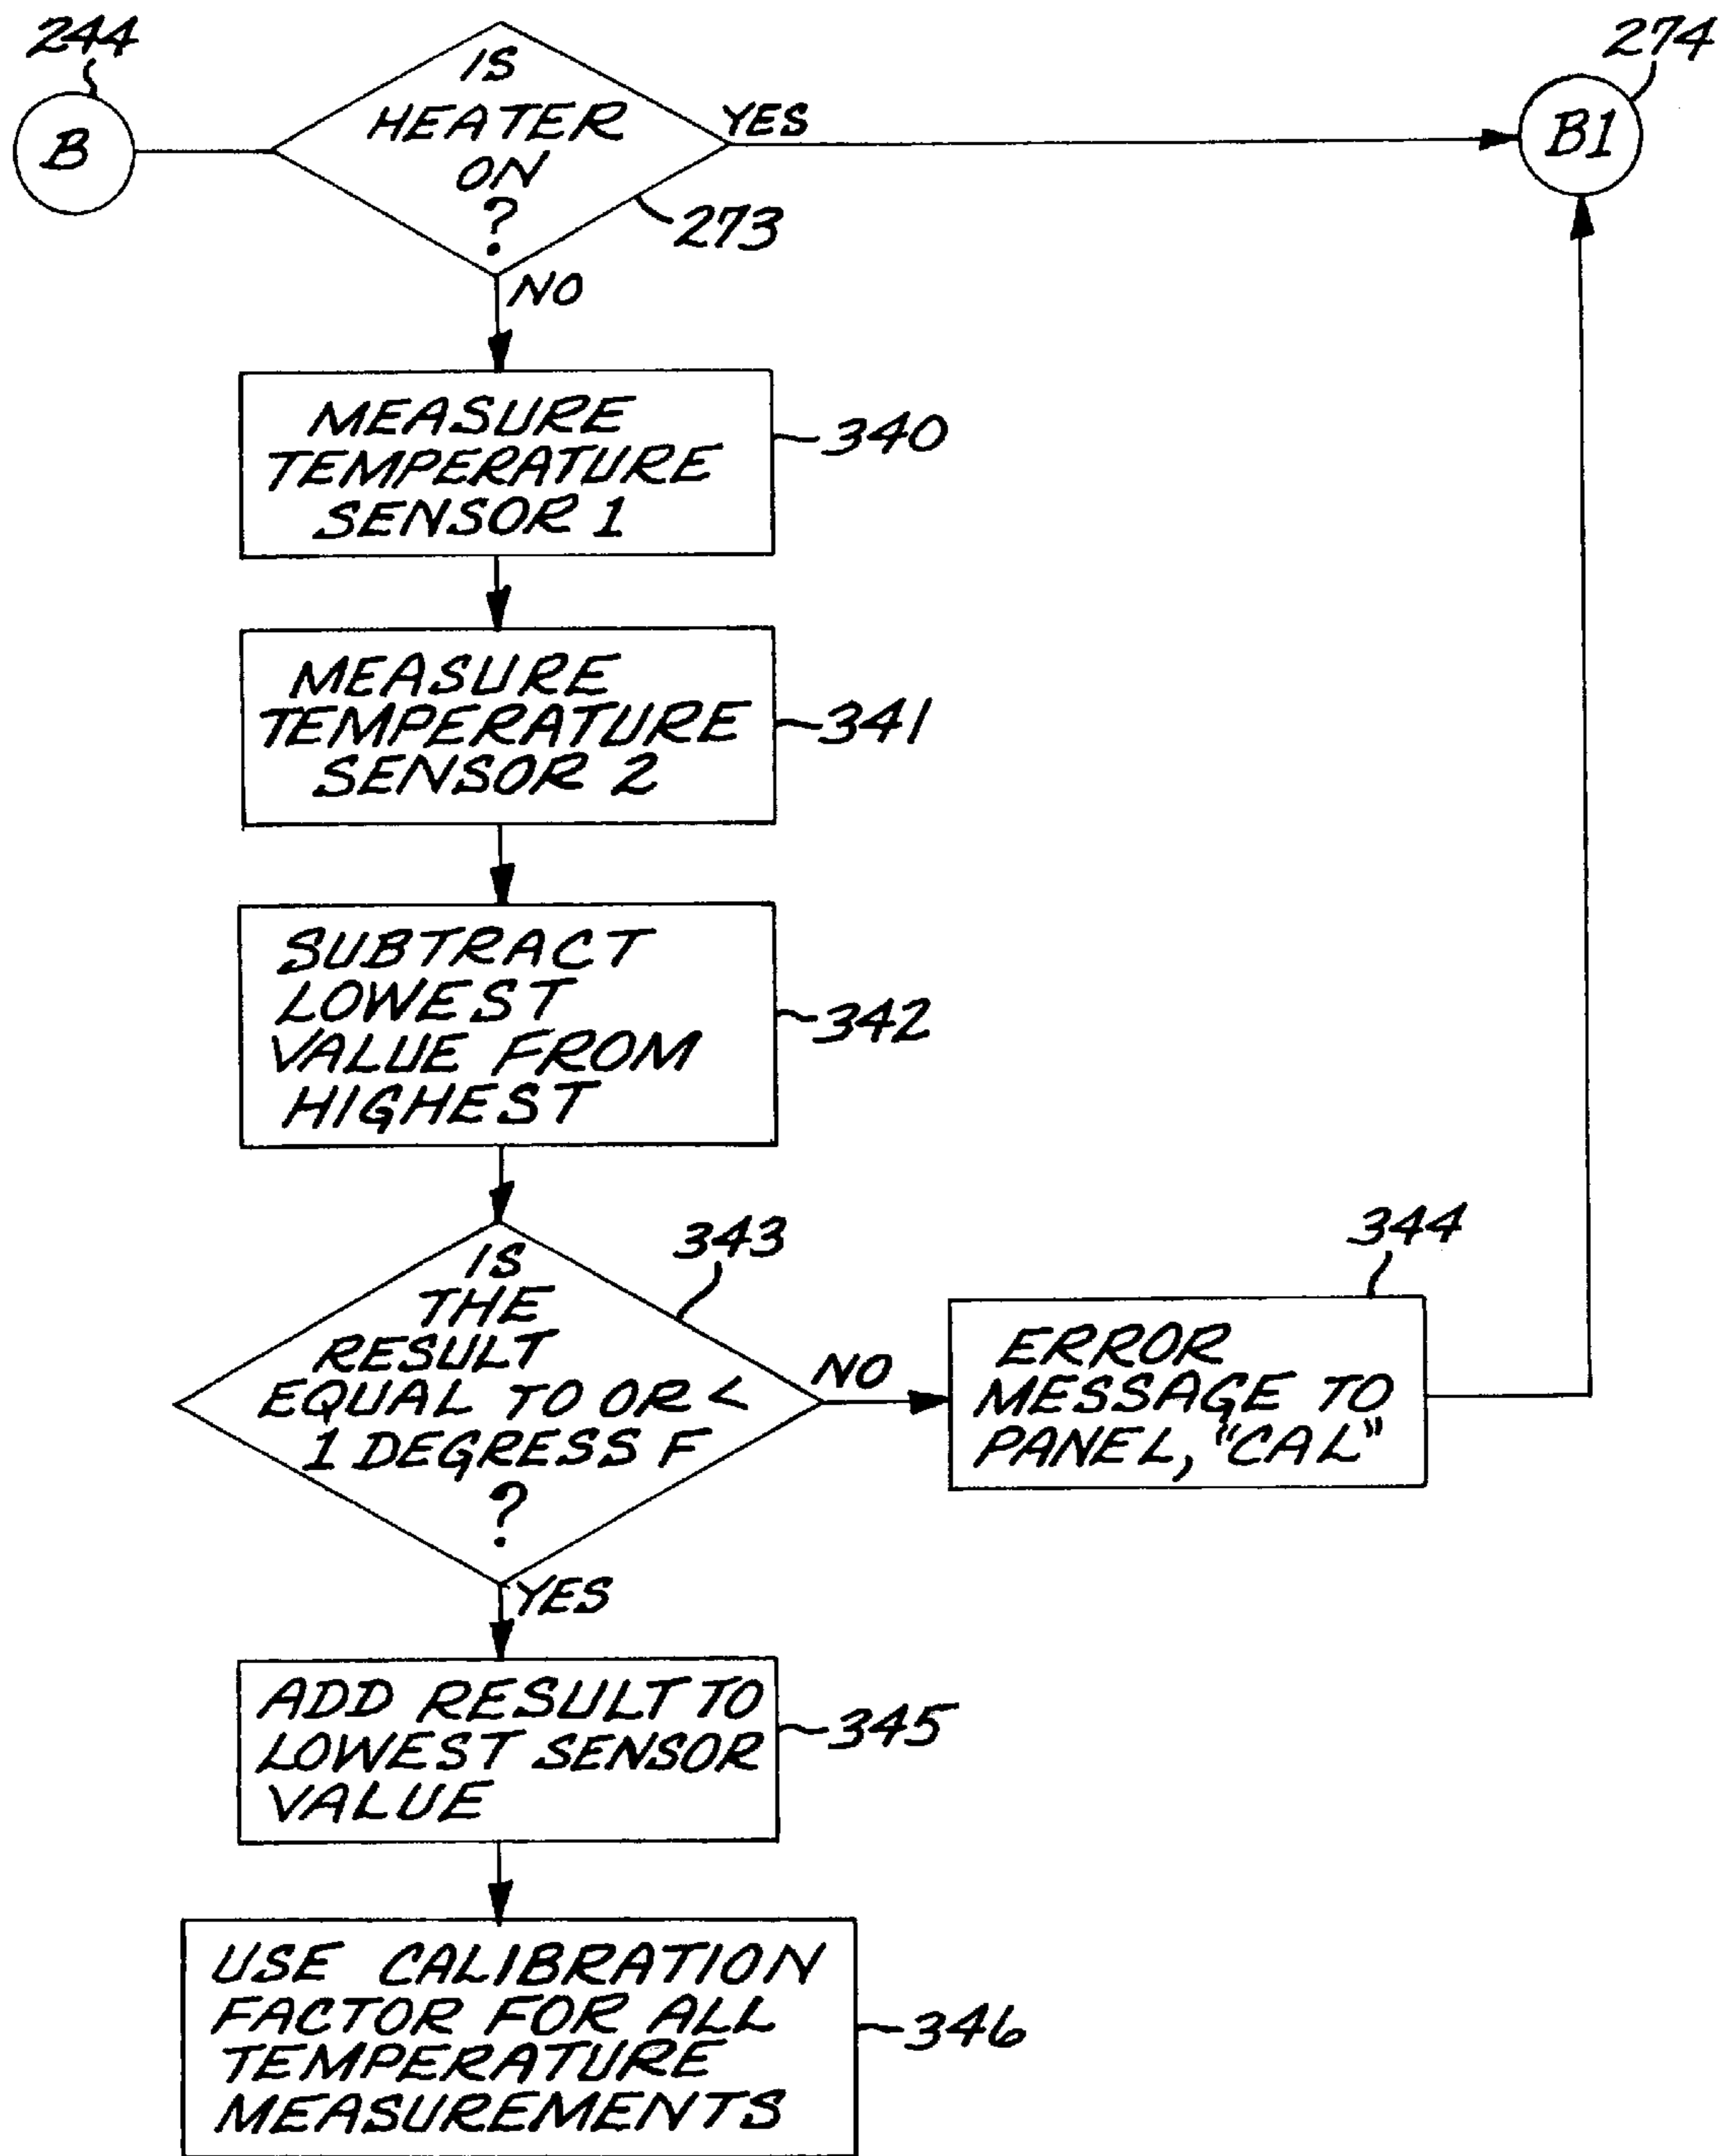 244
B
IS
HEATER
ON
?
YES
273
NO
274
B1
MEASURE
TEMPERATURE
SENSOR 1
340
MEASURE
TEMPERATURE
SENSOR 2
341
SUBTRACT
LOWEST
VALUE FROM
HIGHEST
342
IS
THE
RESULT
EQUAL TO OR <
1 DEGRESS F
?
343
NO
YES
ERROR
MESSAGE TO
PANEL, "CAL"
344
ADD RESULT TO
LOWEST SENSOR
VALUE
345
USE CALIBRATION
FACTOR FOR ALL
TEMPERATURE
MEASUREMENTS
346